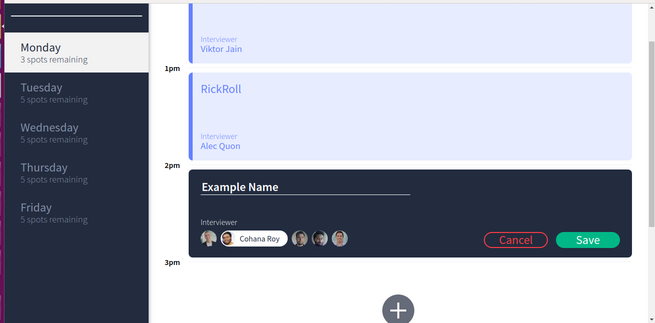 Monday
3 spots remaining
Tuesday
5 spots remaining
Wednesday
5 spots remaining
Thursday
5 spots remaining
Friday
5 spots remaining
Interviewer
Viktor Jain
1pm
RickRoll
Interviewer
Alec Quon
2pm
Example Name
Interviewer
Cohana Roy
Cancel
Save
3pm